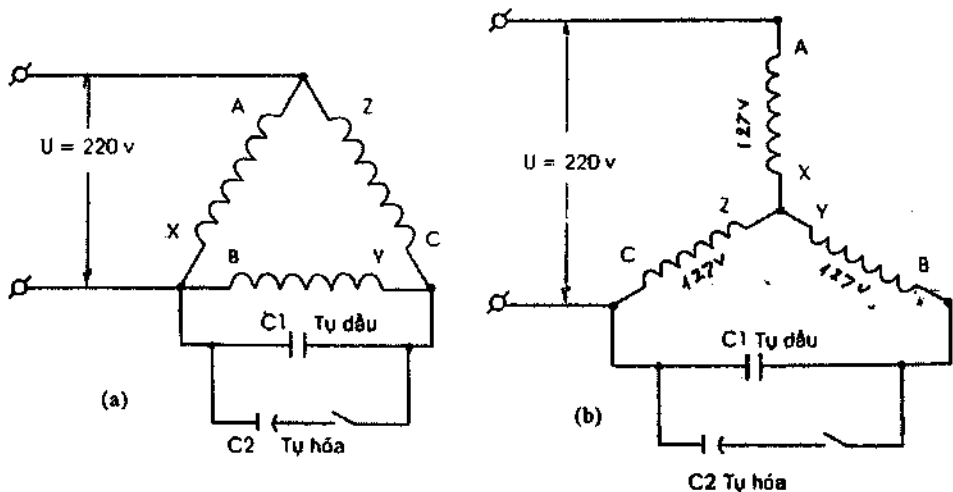 A
Z
U = 220 v
X
B
Y
C
C1
Tụ dầu
(a)
C2 Tụ hóa
A
127v
U = 220 v
X
Z
Y
C
127v
127v
B
C1 Tụ dầu
(b)
C2 Tụ hóa